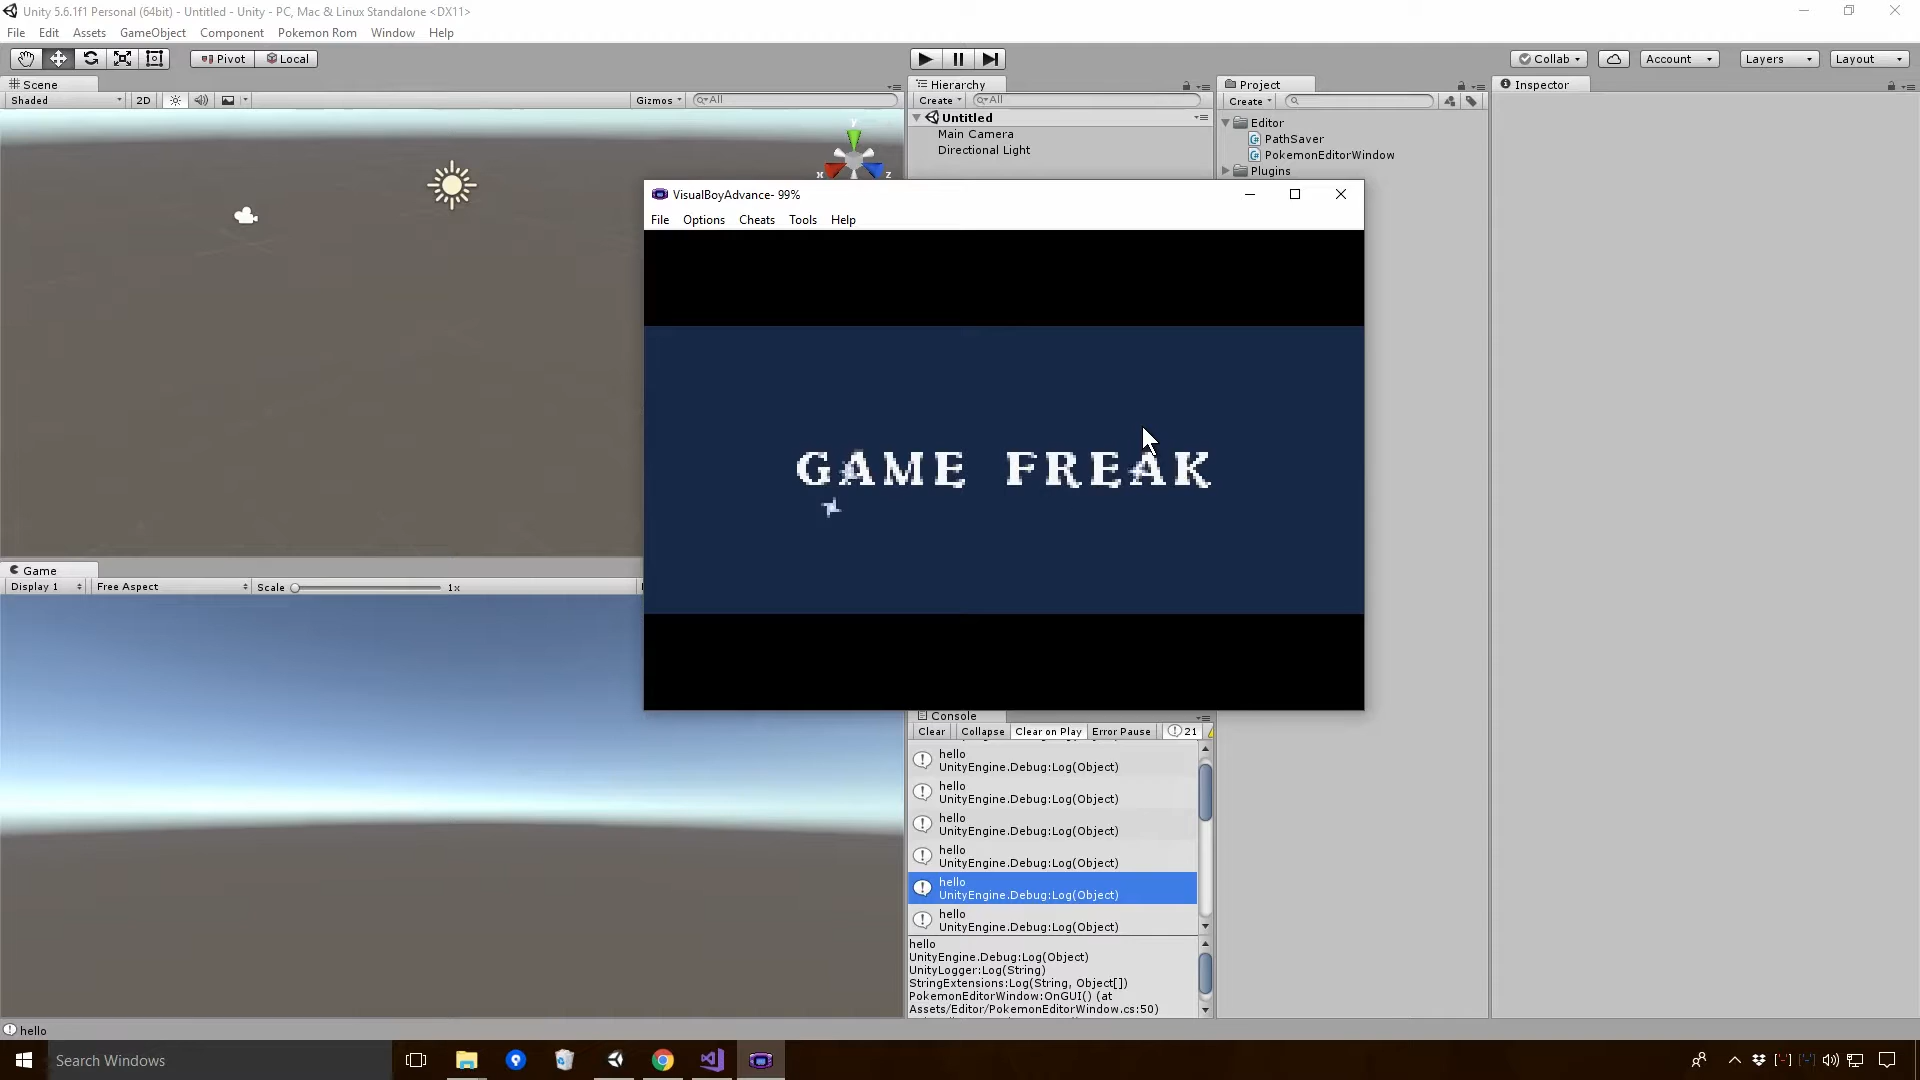 Unity 5.6.1f1 Personal (64bit) - Untitled - Unity - PC, Mac & Linux Standalone <DX11>
File Edit Assets GameObject Component Pokemon Rom Window Help
Pivot Local Collab Account Layers Layout
Scene Hierarchy Project Inspector
Shaded 2D Gizmos All Create All Create
Untitled
Main Camera
Directional Light
Editor
PathSaver
PokemonEditorWindow
Plugins
y
x z
VisualBoyAdvance- 99%
File Options Cheats Tools Help
GAME FREAK
Game
Display 1 Free Aspect Scale 1x
Console
Clear Collapse Clear on Play Error Pause 21
hello
UnityEngine.Debug:Log(Object)
hello
UnityEngine.Debug:Log(Object)
hello
UnityEngine.Debug:Log(Object)
hello
UnityEngine.Debug:Log(Object)
hello
UnityEngine.Debug:Log(Object)
hello
UnityEngine.Debug:Log(Object)
hello
UnityEngine.Debug:Log(Object)
UnityLogger:Log(String)
StringExtensions:Log(String, Object[])
PokemonEditorWindow:OnGUI() (at
Assets/Editor/PokemonEditorWindow.cs:50)
hello
Search Windows